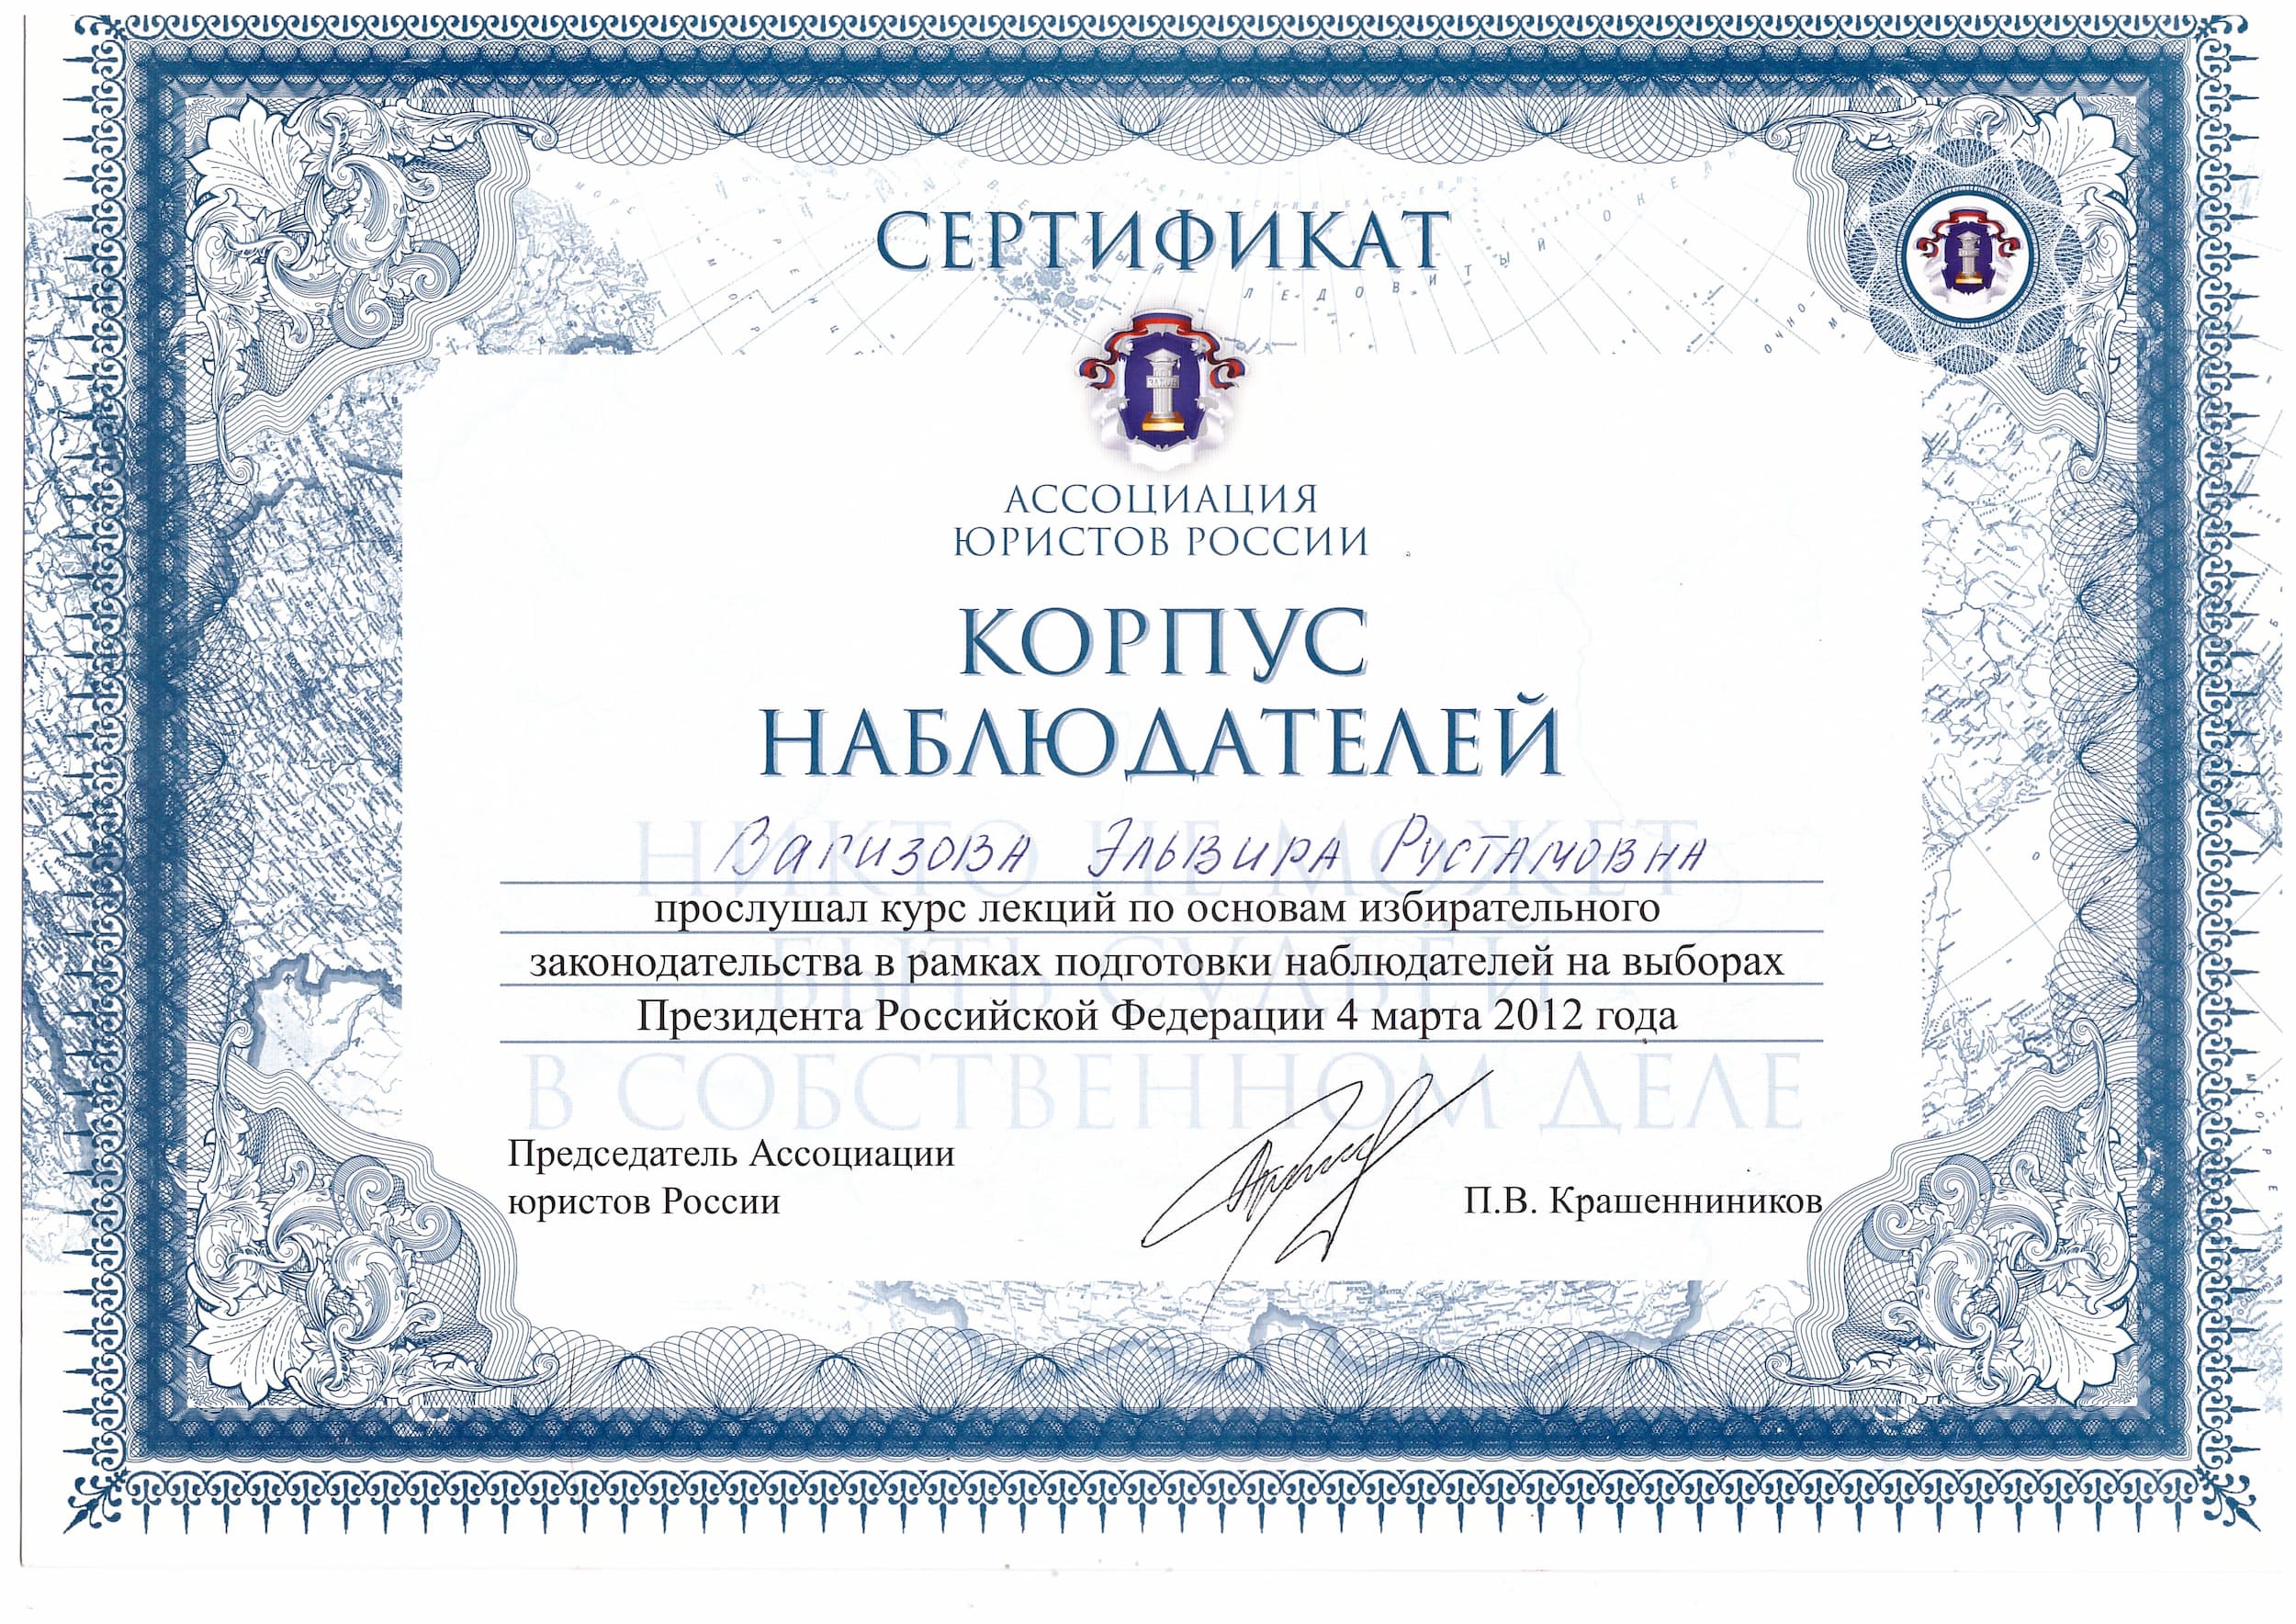 СЕРТИФИКАТ
ЗАКОН
АССОЦИАЦИЯ
ЮРИСТОВ РОССИИ
КОРПУС
НАБЛЮДАТЕЛЕЙ
Вагизова Эльвира Рустамовна
НИКТО НЕ МОЖЕТ
прослушал курс лекций по основам избирательного
БЫТЬ СУДЬЕЙ
законодательства в рамках подготовки наблюдателей на выборах
Президента Российской Федерации 4 марта 2012 года
В СОБСТВЕННОМ ДЕЛЕ
Председатель Ассоциации
юристов России
П.В. Крашенниников